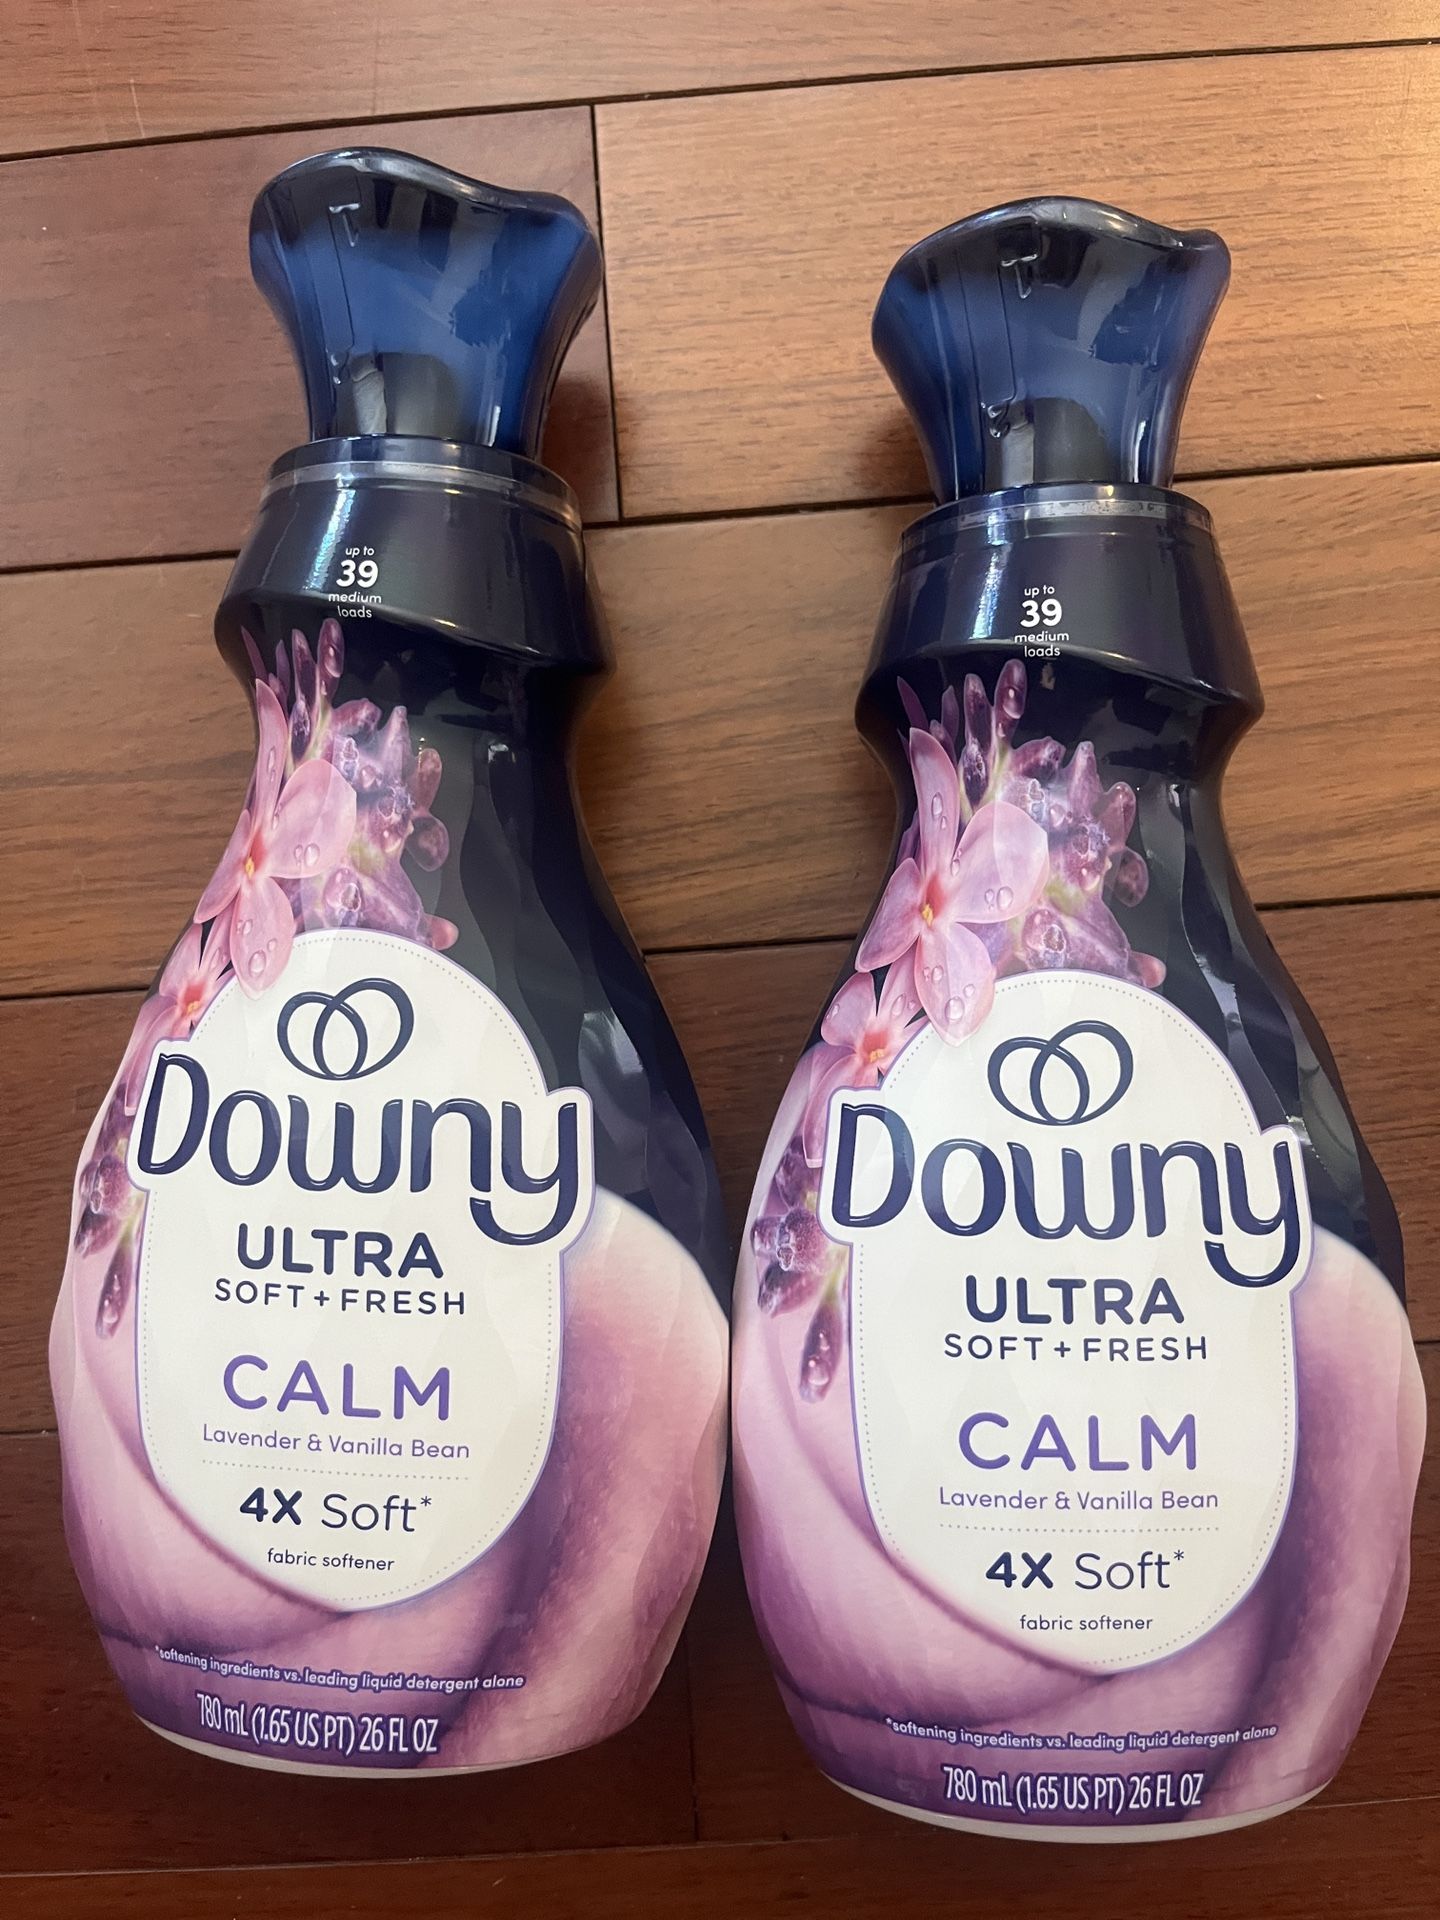 up to
39
medium
loads
Downy
ULTRA
SOFT + FRESH
CALM
Lavender & Vanilla Bean
4X Soft*
fabric softener
*softening ingredients vs. leading liquid detergent alone
780 mL (1.65 US PT) 26 FL OZ
up to
39
medium
loads
Downy
ULTRA
SOFT + FRESH
CALM
Lavender & Vanilla Bean
4X Soft*
fabric softener
*softening ingredients vs. leading liquid detergent alone
780 mL (1.65 US PT) 26 FL OZ